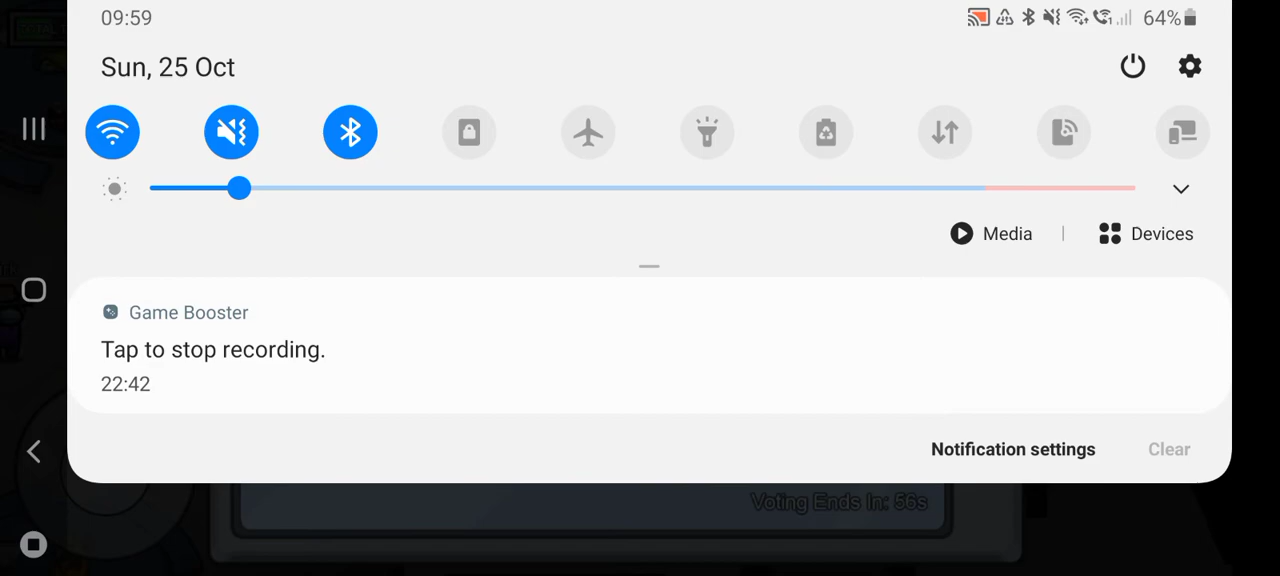 09:59
64%
Sun, 25 Oct
Media
Devices
Game Booster
Tap to stop recording.
22:42
Notification settings
Clear
Voting Ends In: 56s